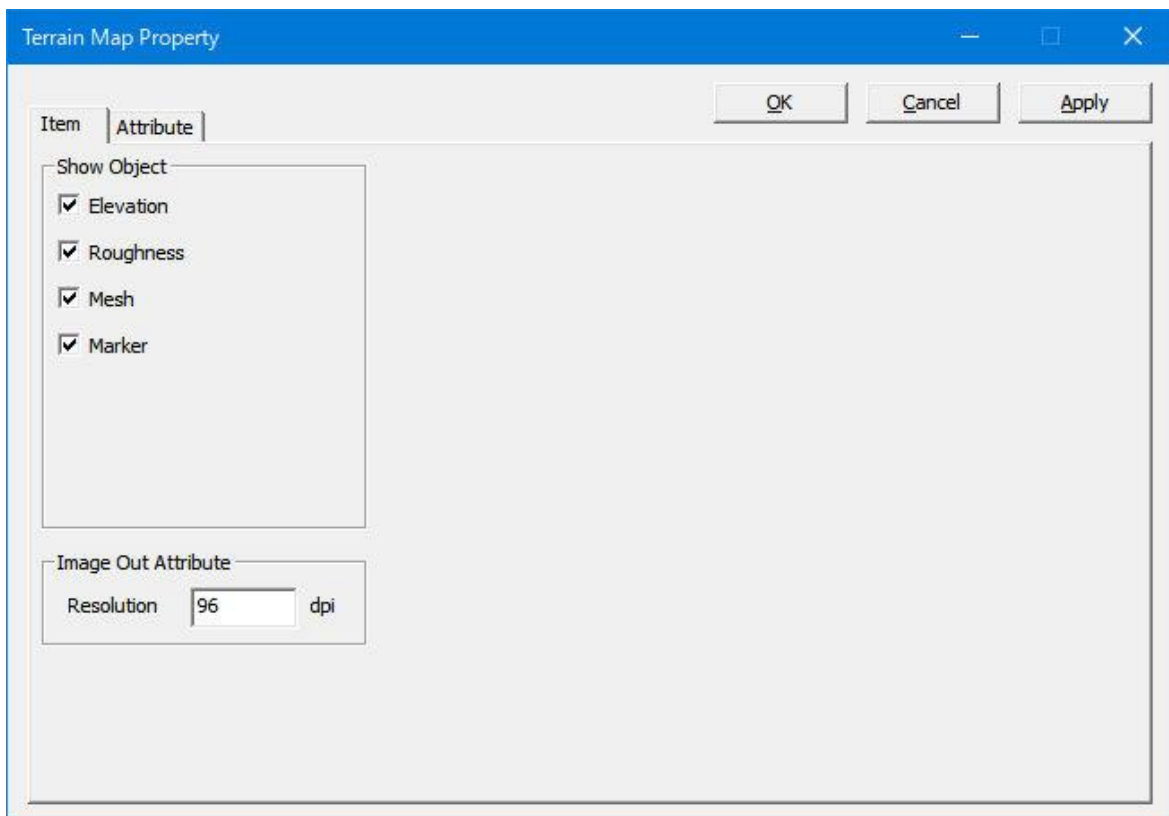 Terrain Map Property
OK Cancel Apply
Item Attribute
Show Object
Elevation
Roughness
Mesh
Marker
Image Out Attribute
Resolution 96 dpi